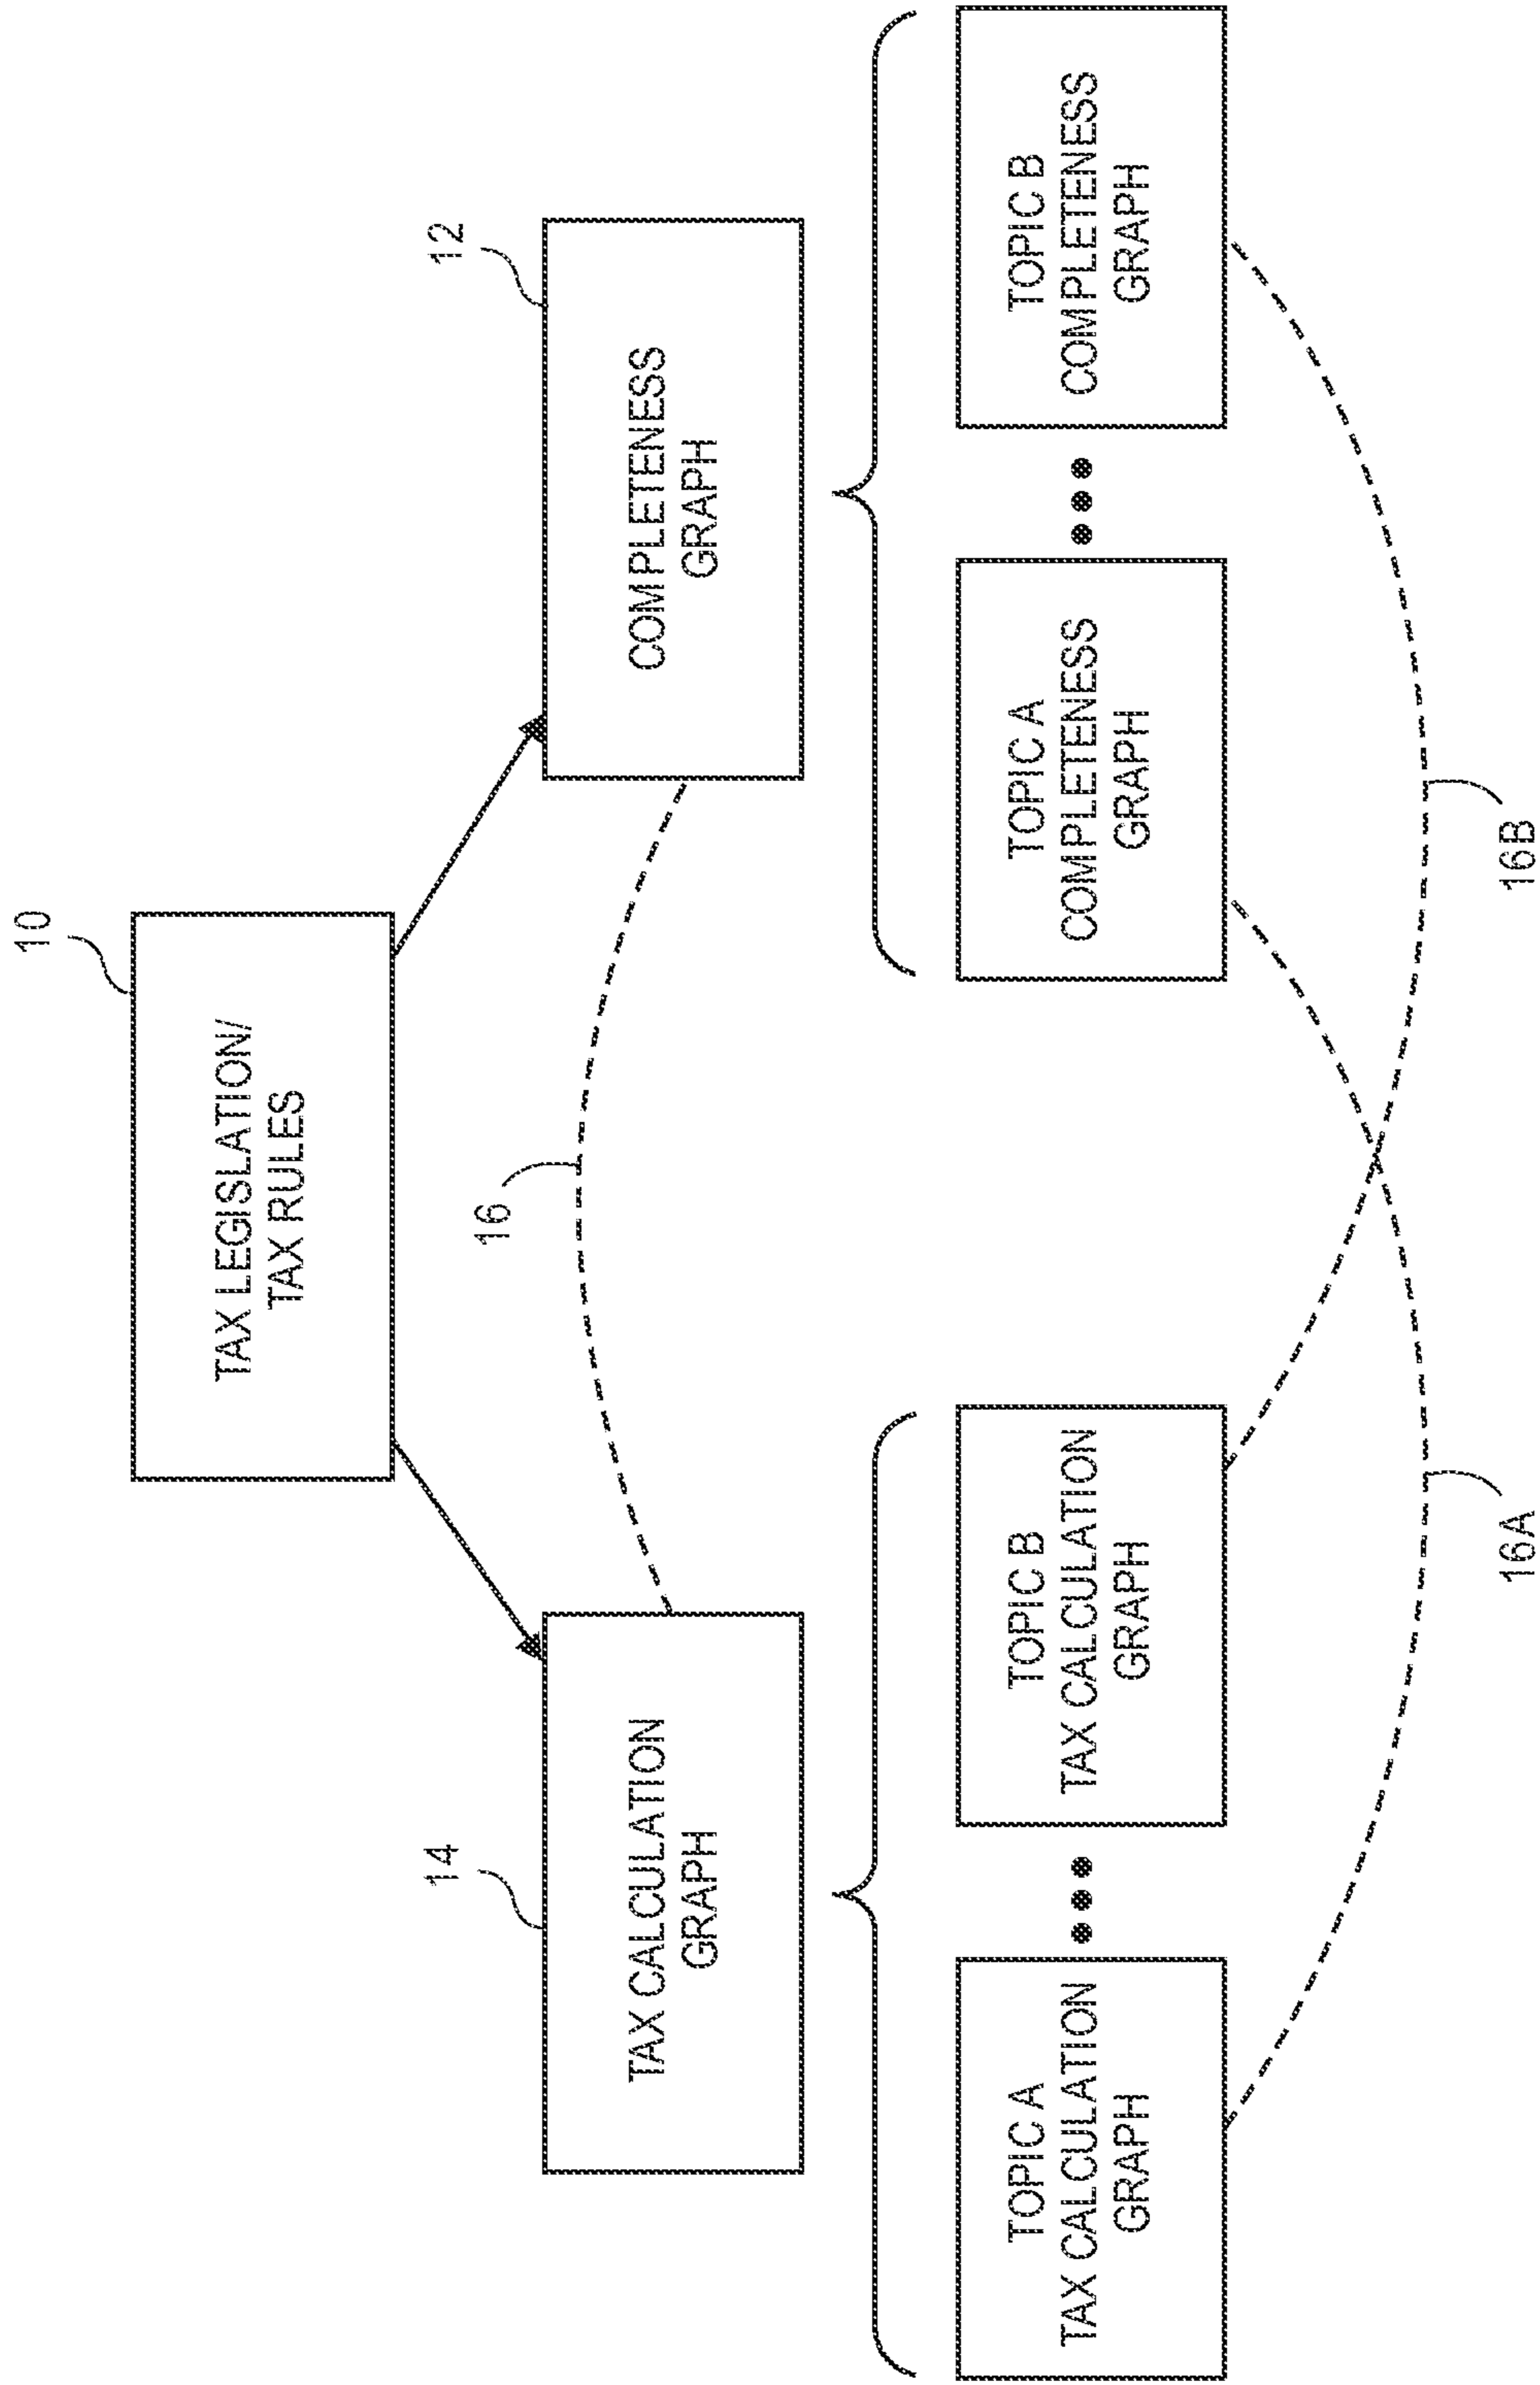 10
TAX LEGISLATION/
TAX RULES
14
TAX CALCULATION
GRAPH
16
12
COMPLETENESS
GRAPH
TOPIC A
TAX CALCULATION
GRAPH
TOPIC B
TAX CALCULATION
GRAPH
TOPIC A
COMPLETENESS
GRAPH
TOPIC B
COMPLETENESS
GRAPH
16A
16B